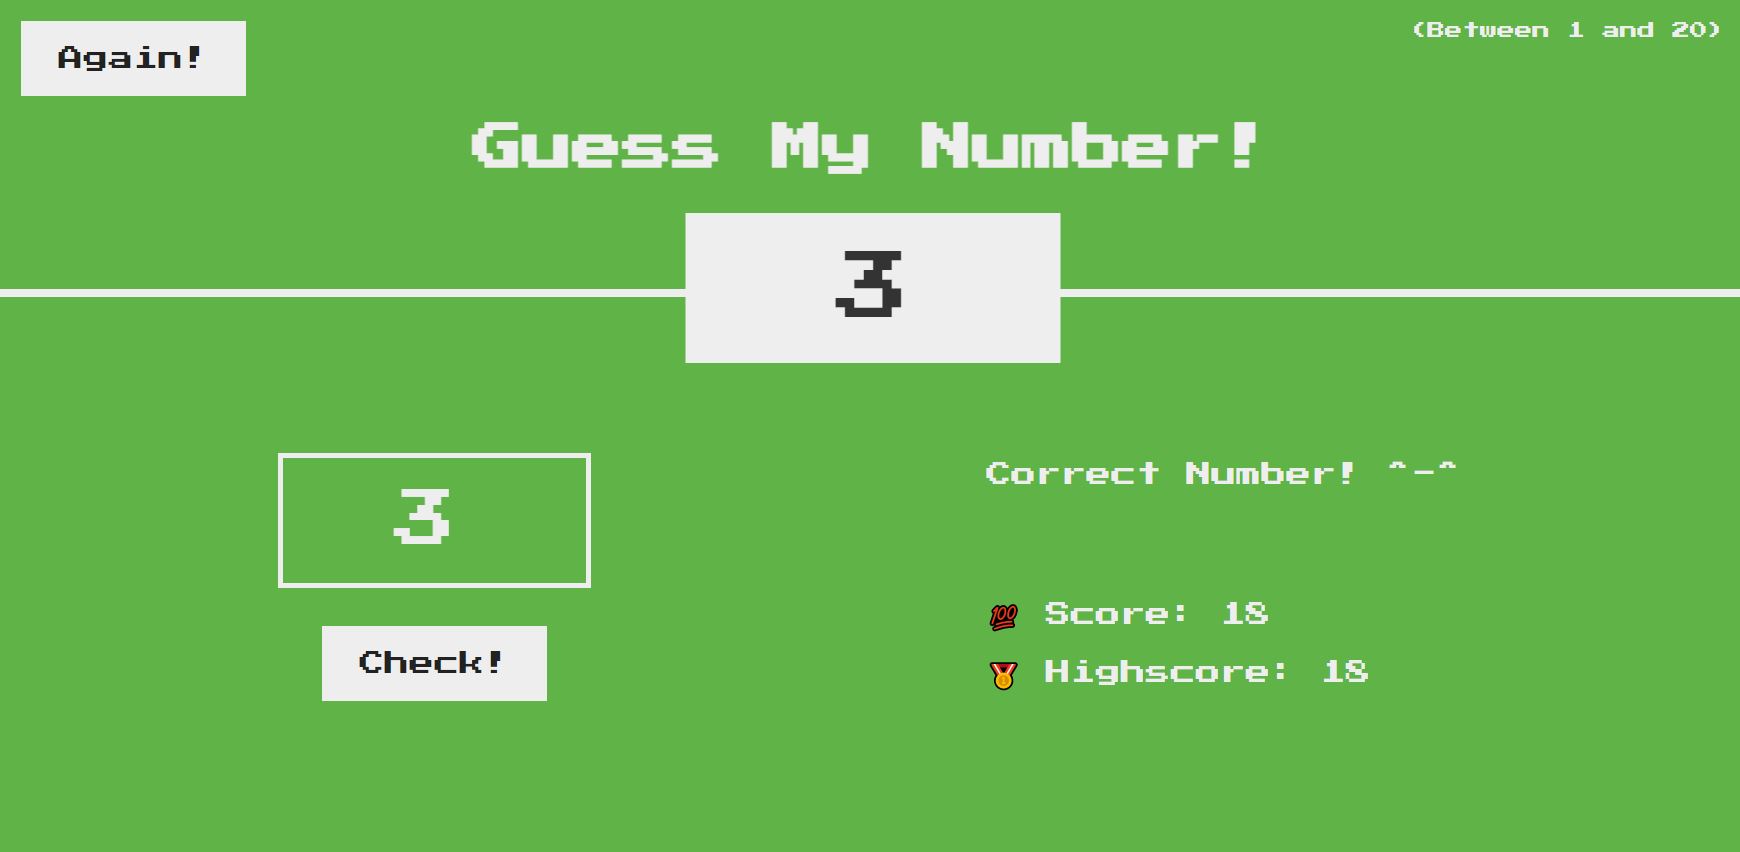 Again!
(Between 1 and 20)
Guess My Number!
3
3
Check!
Correct Number! ^-^
💯 Score: 18
🥇 Highscore: 18